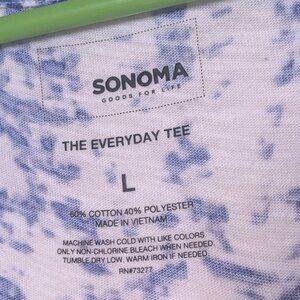 SONOMA
GOODS FOR LIFE
THE EVERYDAY TEE
L
60% COTTON 40% POLYESTER
MADE IN VIETNAM
MACHINE WASH COLD WITH LIKE COLORS.
ONLY NON-CHLORINE BLEACH WHEN NEEDED.
TUMBLE DRY LOW. WARM IRON IF NEEDED.
RN#73277